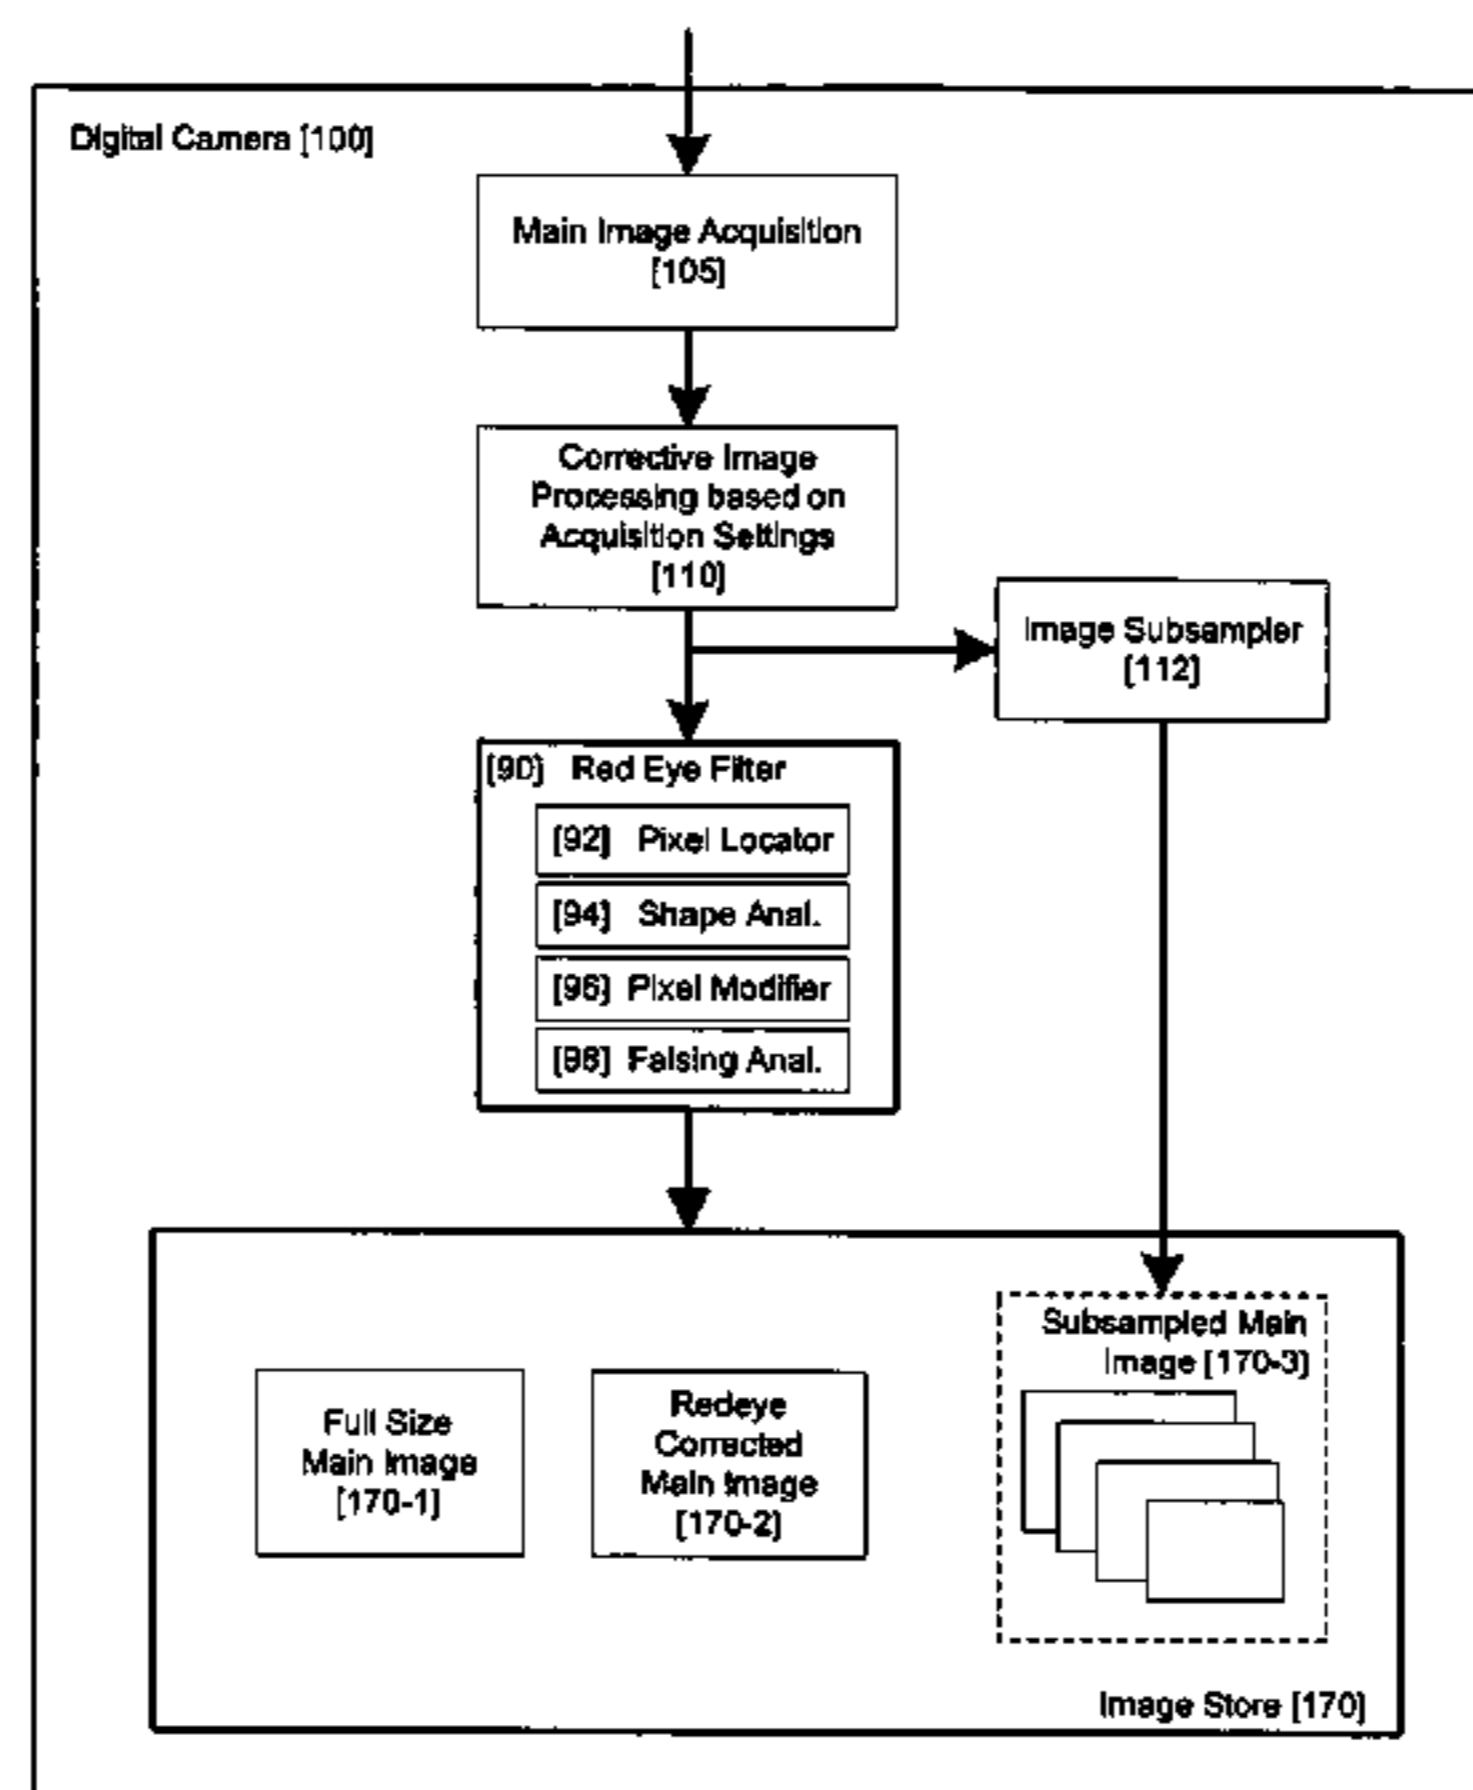 Digital Camera [100]
Main Image Acquisition
[105]
Corrective Image
Processing based on
Acquisition Settings
[110]
Image Subsampler
[112]
[90] Red Eye Filter
[92] Pixel Locator
[94] Shape Anal.
[96] Pixel Modifier
[98] Falsing Anal.
Subsampled Main
Image [170-3]
Full Size
Main Image
[170-1]
Redeye
Corrected
Main Image
[170-2]
Image Store [170]